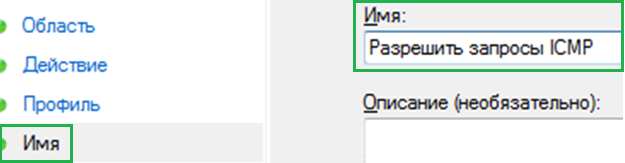 Область
Действие
Профиль
Имя
Имя:
Разрешить запросы ICMP
Описание (необязательно):